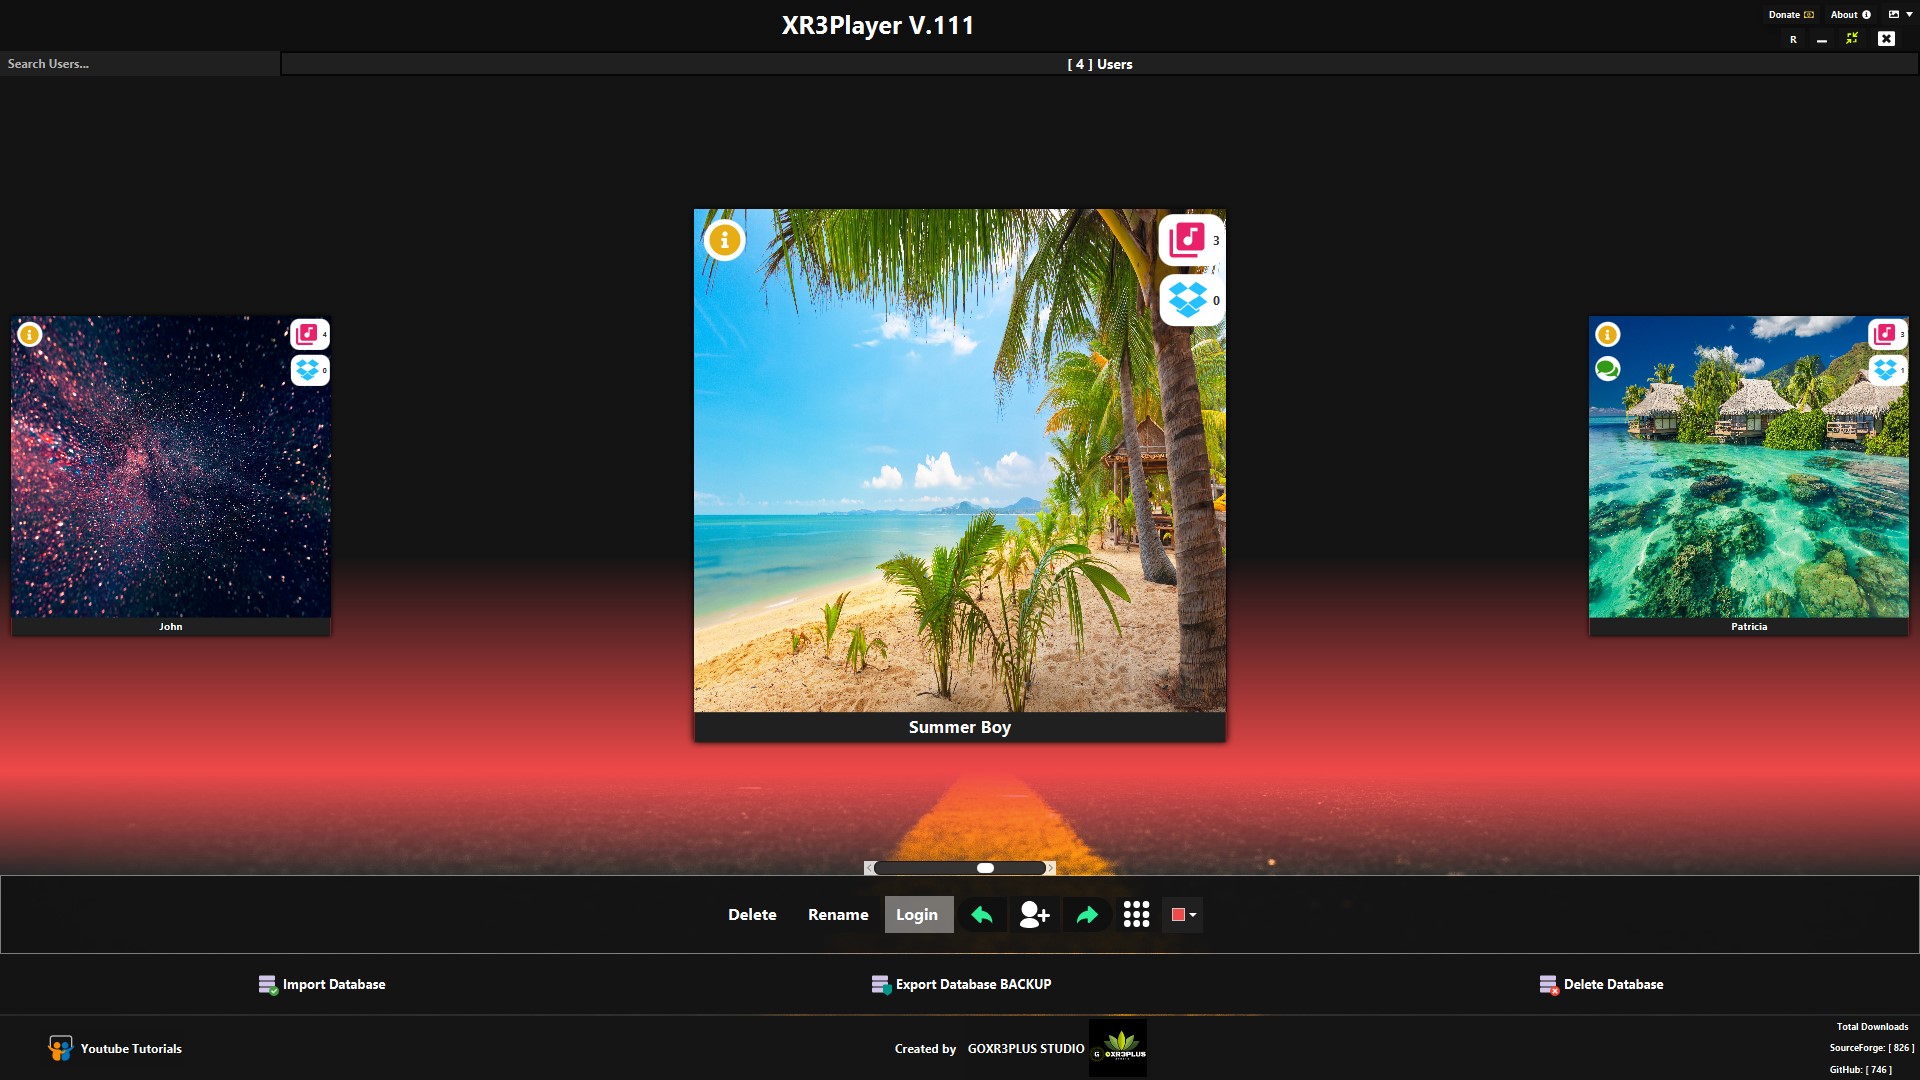 XR3Player V.111
Donate
About
R
Search Users...
[ 4 ] Users
3
0
4
0
3
1
John
Summer Boy
Patricia
Delete
Rename
Login
Import Database
Export Database BACKUP
Delete Database
Youtube Tutorials
Created by GOXR3PLUS STUDIO
GOXR3PLUS
Total Downloads
SourceForge: [ 826 ]
GitHub: [ 746 ]